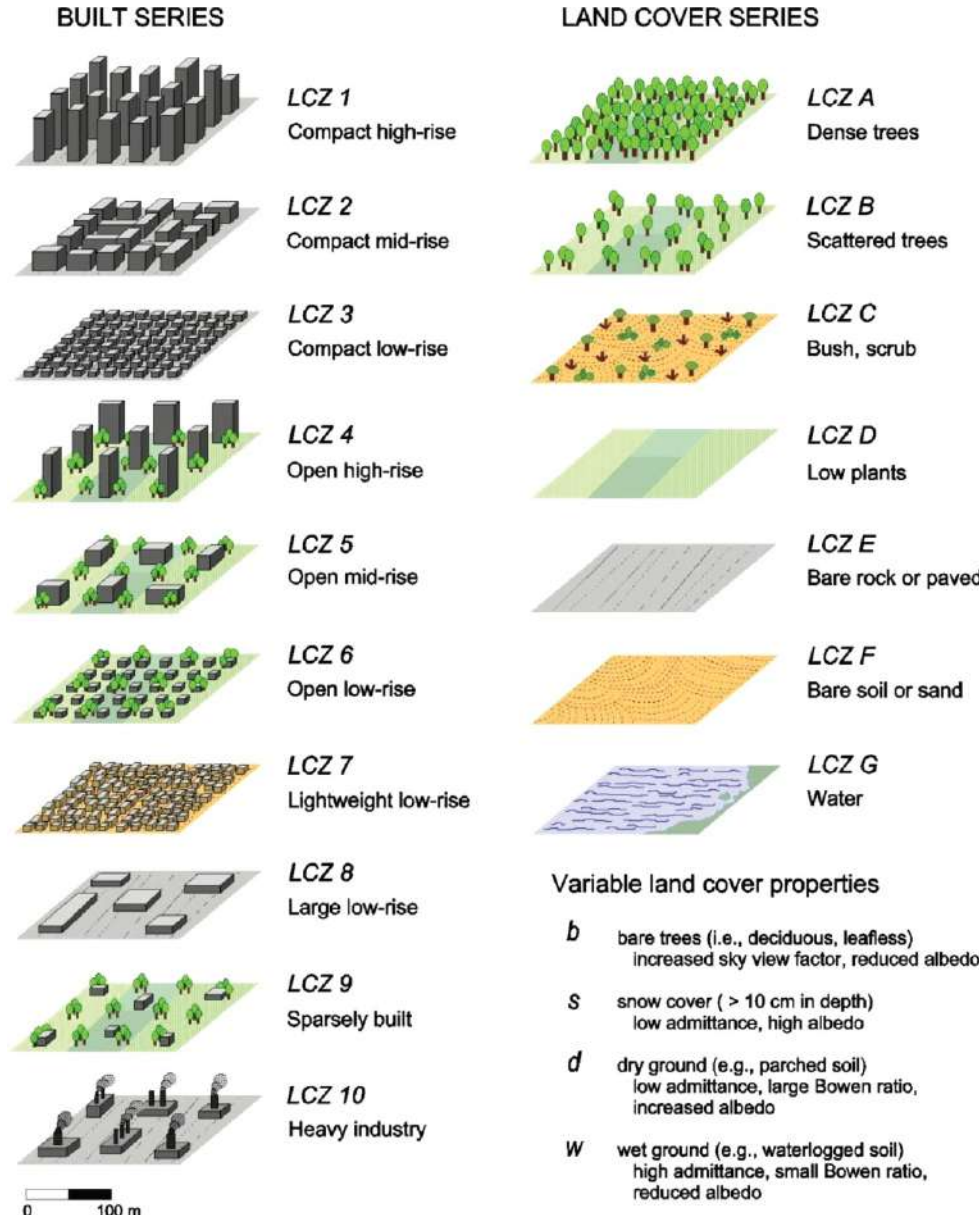 BUILT SERIES
LCZ 1
Compact high-rise
LCZ 2
Compact mid-rise
LCZ 3
Compact low-rise
LCZ 4
Open high-rise
LCZ 5
Open mid-rise
LCZ 6
Open low-rise
LCZ 7
Lightweight low-rise
LCZ 8
Large low-rise
LCZ 9
Sparsely built
LCZ 10
Heavy industry
0 100 m
LAND COVER SERIES
LCZ A
Dense trees
LCZ B
Scattered trees
LCZ C
Bush, scrub
LCZ D
Low plants
LCZ E
Bare rock or paved
LCZ F
Bare soil or sand
LCZ G
Water
Variable land cover properties
b bare trees (i.e., deciduous, leafless)
increased sky view factor, reduced albedo
s snow cover ( > 10 cm in depth)
low admittance, high albedo
d dry ground (e.g., parched soil)
low admittance, large Bowen ratio,
increased albedo
w wet ground (e.g., waterlogged soil)
high admittance, small Bowen ratio,
reduced albedo